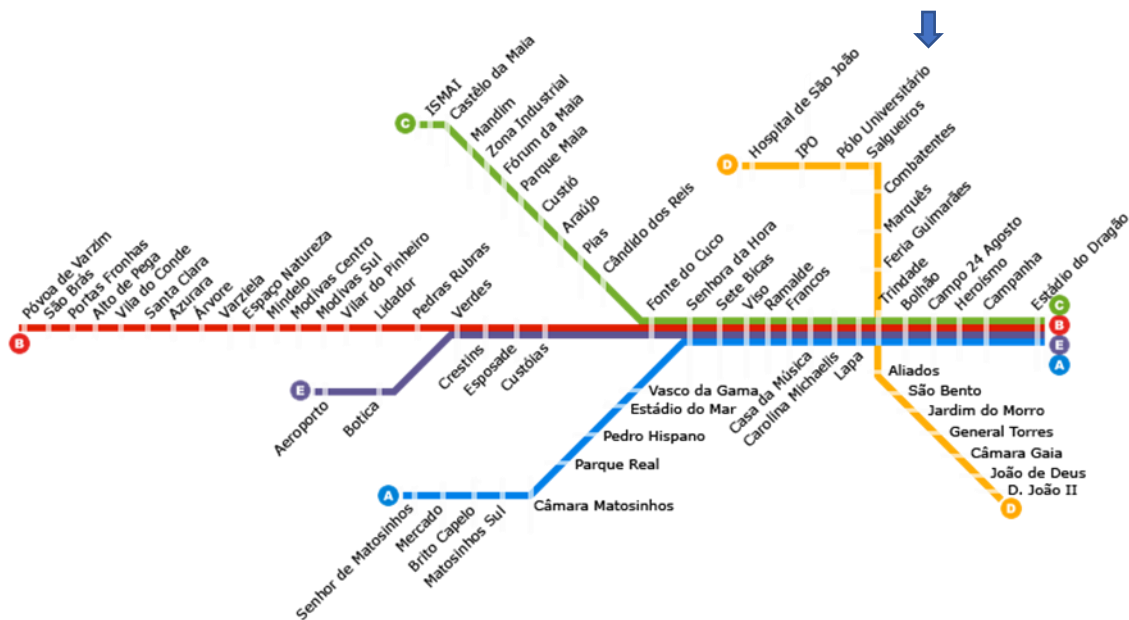 C
ISMAI
Castêlo da Maia
Mandim
Zona Industrial
Fórum da Maia
Parque Maia
Custió
Araújo
Pias
Cândido dos Reis
D
Hospital de São João
IPO
Pólo Universitário
Salgueiros
Combatentes
Marquês
Feria Guimarães
Póvoa de Varzim
São Brás
Portas Fronhas
Alto de Pega
Vila do Conde
Santa Clara
Azurara
Árvore
Varziela
Espaço Natureza
Mindelo
Modivas Centro
Modivas Sul
Vilar do Pinheiro
Lidador
Pedras Rubras
Verdes
Fonte do Cuco
Senhora da Hora
Sete Bicas
Viso
Ramalde
Francos
Trindade
Bolhão
Campo 24 Agosto
Heroísmo
Campanha
Estádio do Dragão
C
B
E
A
B
E
Aeroporto
Botica
Crestins
Esposade
Custóias
Casa da Música
Carolina Michaelis
Lapa
Vasco da Gama
Estádio do Mar
Pedro Hispano
Parque Real
Câmara Matosinhos
Aliados
São Bento
Jardim do Morro
General Torres
Câmara Gaia
João de Deus
D. João II
D
A
Senhor de Matosinhos
Mercado
Brito Capelo
Matosinhos Sul